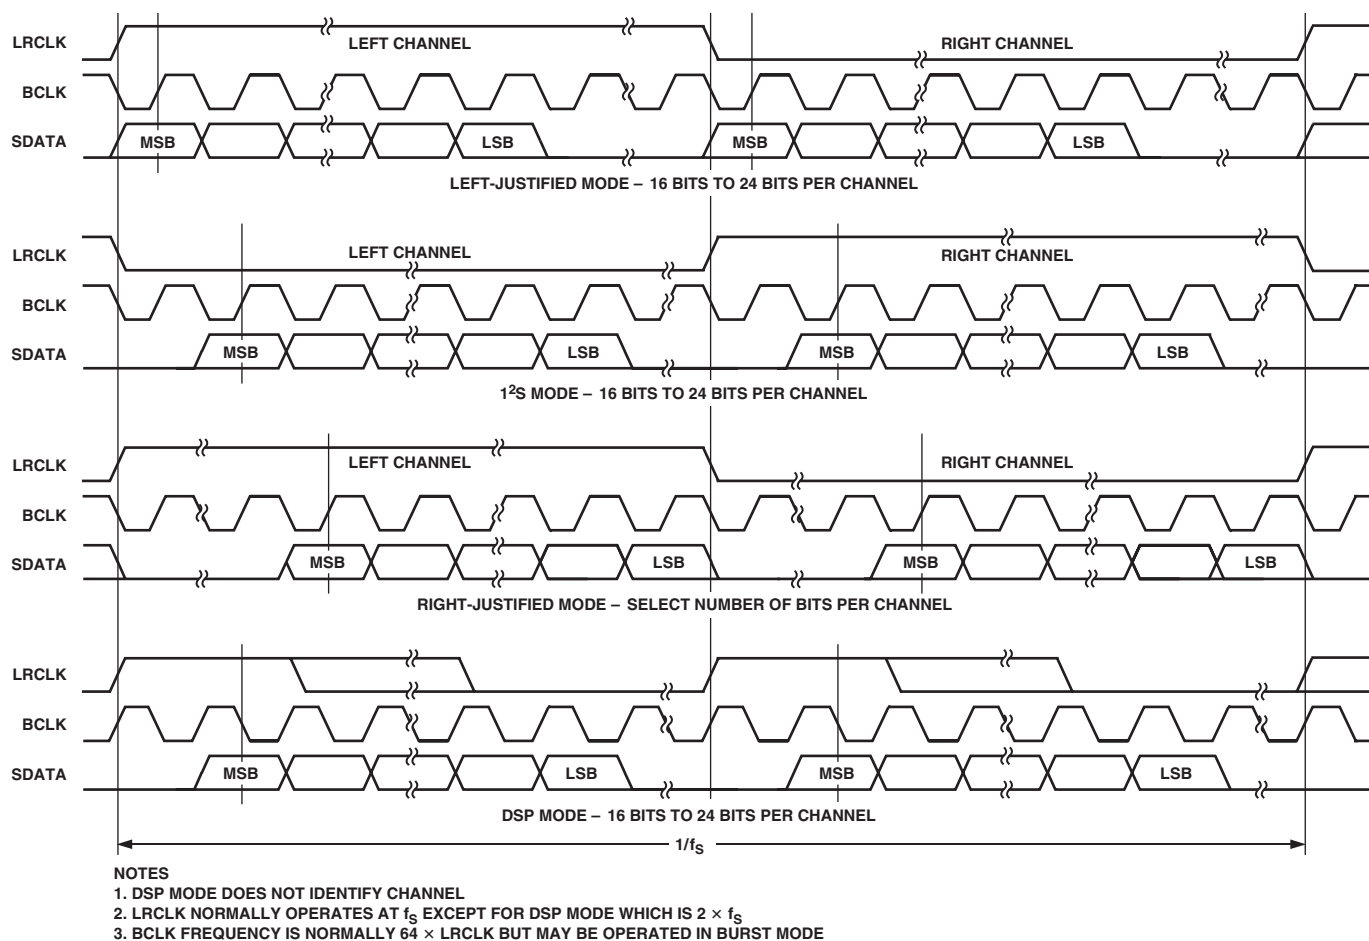 LRCLK
LEFT CHANNEL
RIGHT CHANNEL
BCLK
SDATA
MSB
LSB
MSB
LSB
LEFT-JUSTIFIED MODE – 16 BITS TO 24 BITS PER CHANNEL
LRCLK
LEFT CHANNEL
RIGHT CHANNEL
BCLK
SDATA
MSB
LSB
MSB
LSB
1²S MODE – 16 BITS TO 24 BITS PER CHANNEL
LRCLK
LEFT CHANNEL
RIGHT CHANNEL
BCLK
SDATA
MSB
LSB
MSB
LSB
RIGHT-JUSTIFIED MODE – SELECT NUMBER OF BITS PER CHANNEL
LRCLK
BCLK
SDATA
MSB
LSB
MSB
LSB
DSP MODE – 16 BITS TO 24 BITS PER CHANNEL
1/fS
NOTES
1. DSP MODE DOES NOT IDENTIFY CHANNEL
2. LRCLK NORMALLY OPERATES AT fS EXCEPT FOR DSP MODE WHICH IS 2 × fS
3. BCLK FREQUENCY IS NORMALLY 64 × LRCLK BUT MAY BE OPERATED IN BURST MODE